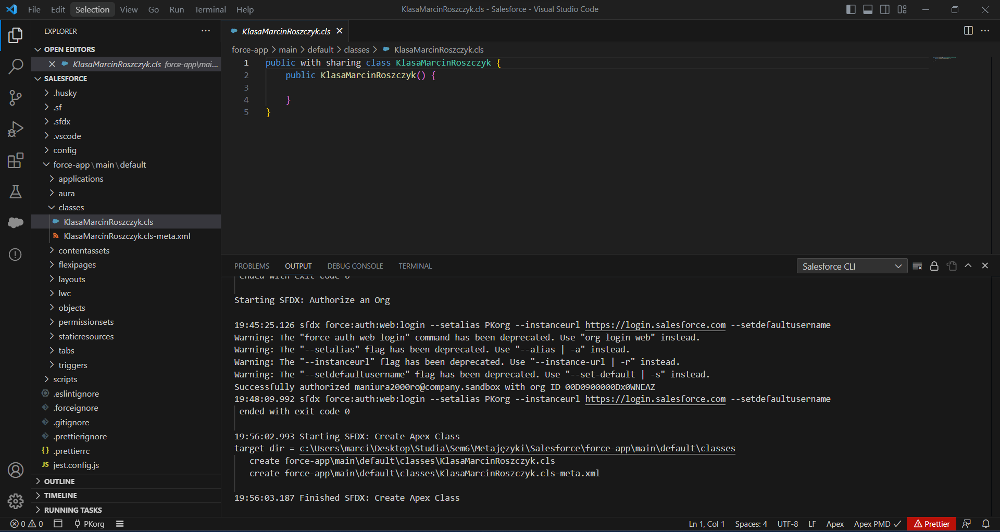 File Edit Selection View Go Run Terminal Help
KlasaMarcinRoszczyk.cls - Salesforce - Visual Studio Code
EXPLORER
OPEN EDITORS
KlasaMarcinRoszczyk.cls force-app\mai...
SALESFORCE
.husky
.sf
.sfdx
.vscode
config
force-app\main\default
applications
aura
classes
KlasaMarcinRoszczyk.cls
KlasaMarcinRoszczyk.cls-meta.xml
contentassets
flexipages
layouts
lwc
objects
permissionsets
staticresources
tabs
triggers
scripts
.eslintignore
.forceignore
.gitignore
.prettierignore
.prettierrc
JS jest.config.js
OUTLINE
TIMELINE
RUNNING TASKS
KlasaMarcinRoszczyk.cls
force-app > main > default > classes > KlasaMarcinRoszczyk.cls
1 public with sharing class KlasaMarcinRoszczyk {
2 public KlasaMarcinRoszczyk() {
3
4 }
5 }
PROBLEMS OUTPUT DEBUG CONSOLE TERMINAL
Salesforce CLI
ended with exit code 0
Starting SFDX: Authorize an Org
19:45:25.126 sfdx force:auth:web:login --setalias PKorg --instanceurl https://login.salesforce.com --setdefaultusername
Warning: The "force auth web login" command has been deprecated. Use "org login web" instead.
Warning: The "--setalias" flag has been deprecated. Use "--alias | -a" instead.
Warning: The "--instanceurl" flag has been deprecated. Use "--instance-url | -r" instead.
Warning: The "--setdefaultusername" flag has been deprecated. Use "--set-default | -s" instead.
Successfully authorized maniura2000ro@company.sandbox with org ID 00D0900000Dx0WNEAZ
19:48:09.992 sfdx force:auth:web:login --setalias PKorg --instanceurl https://login.salesforce.com --setdefaultusername
ended with exit code 0
19:56:02.993 Starting SFDX: Create Apex Class
target dir = c:\Users\marci\Desktop\Studia\Sem6\Metajęzyki\Salesforce\force-app\main\default\classes
create force-app\main\default\classes\KlasaMarcinRoszczyk.cls
create force-app\main\default\classes\KlasaMarcinRoszczyk.cls-meta.xml
19:56:03.187 Finished SFDX: Create Apex Class
0 0 PKorg
Ln 1, Col 1 Spaces: 4 UTF-8 LF Apex Apex PMD Prettier